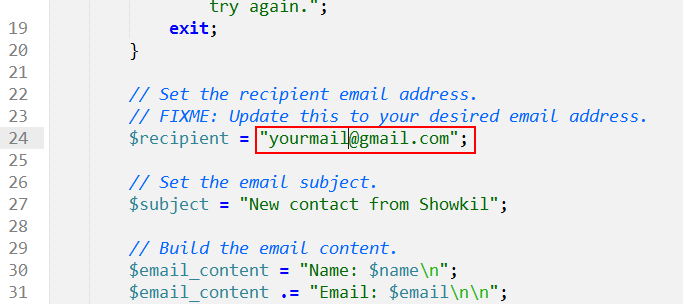 try again.";
19 exit;
20 }
21
22 // Set the recipient email address.
23 // FIXME: Update this to your desired email address.
24 $recipient = "yourmail@gmail.com";
25
26 // Set the email subject.
27 $subject = "New contact from Showkil";
28
29 // Build the email content.
30 $email_content = "Name: $name\n";
31 $email_content .= "Email: $email\n\n";